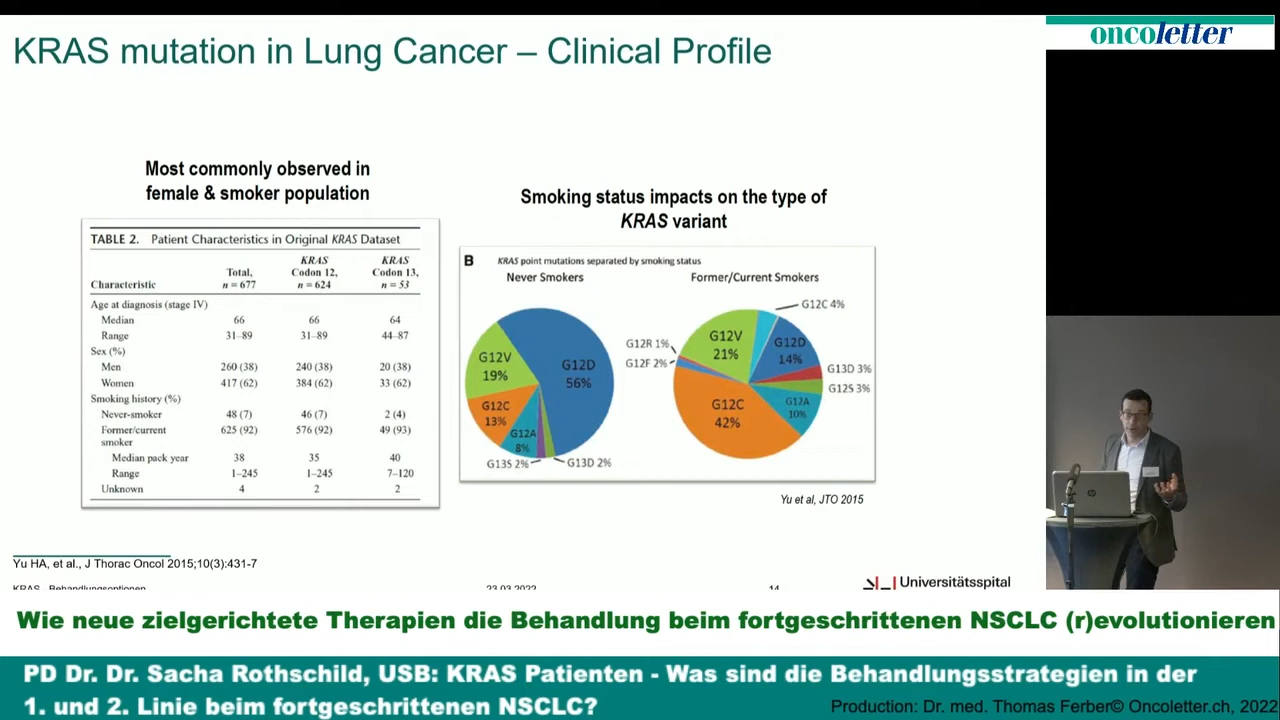 KRAS mutation in Lung Cancer – Clinical Profile
oncoletter
Most commonly observed in
female & smoker population
TABLE 2. Patient Characteristics in Original KRAS Dataset
Characteristic Total, n = 677 KRAS Codon 12, n = 624 KRAS Codon 13, n = 53
Age at diagnosis (stage IV)
Median 66 66 64
Range 31–89 31–89 44–87
Sex (%)
Men 260 (38) 240 (38) 20 (38)
Women 417 (62) 384 (62) 33 (62)
Smoking history (%)
Never-smoker 48 (7) 46 (7) 2 (4)
Former/current smoker 625 (92) 576 (92) 49 (93)
Median pack year 38 35 40
Range 1–245 1–245 7–120
Unknown 4 2 2
Smoking status impacts on the type of
KRAS variant
B KRAS point mutations separated by smoking status
Never Smokers
G12V 19%
G12D 56%
G12C 13%
G12A 8%
G13S 2%
G13D 2%
Former/Current Smokers
G12C 4%
G12R 1%
G12F 2%
G12V 21%
G12D 14%
G13D 3%
G12S 3%
G12A 10%
G12C 42%
Yu et al, JTO 2015
Yu HA, et al., J Thorac Oncol 2015;10(3):431-7
KRAS Behandlungsoptionen 23.03.2022 14
Universitätsspital
Wie neue zielgerichtete Therapien die Behandlung beim fortgeschrittenen NSCLC (r)evolutionieren
PD Dr. Dr. Sacha Rothschild, USB: KRAS Patienten - Was sind die Behandlungsstrategien in der
1. und 2. Linie beim fortgeschrittenen NSCLC?
Production: Dr. med. Thomas Ferber© Oncoletter.ch, 2022